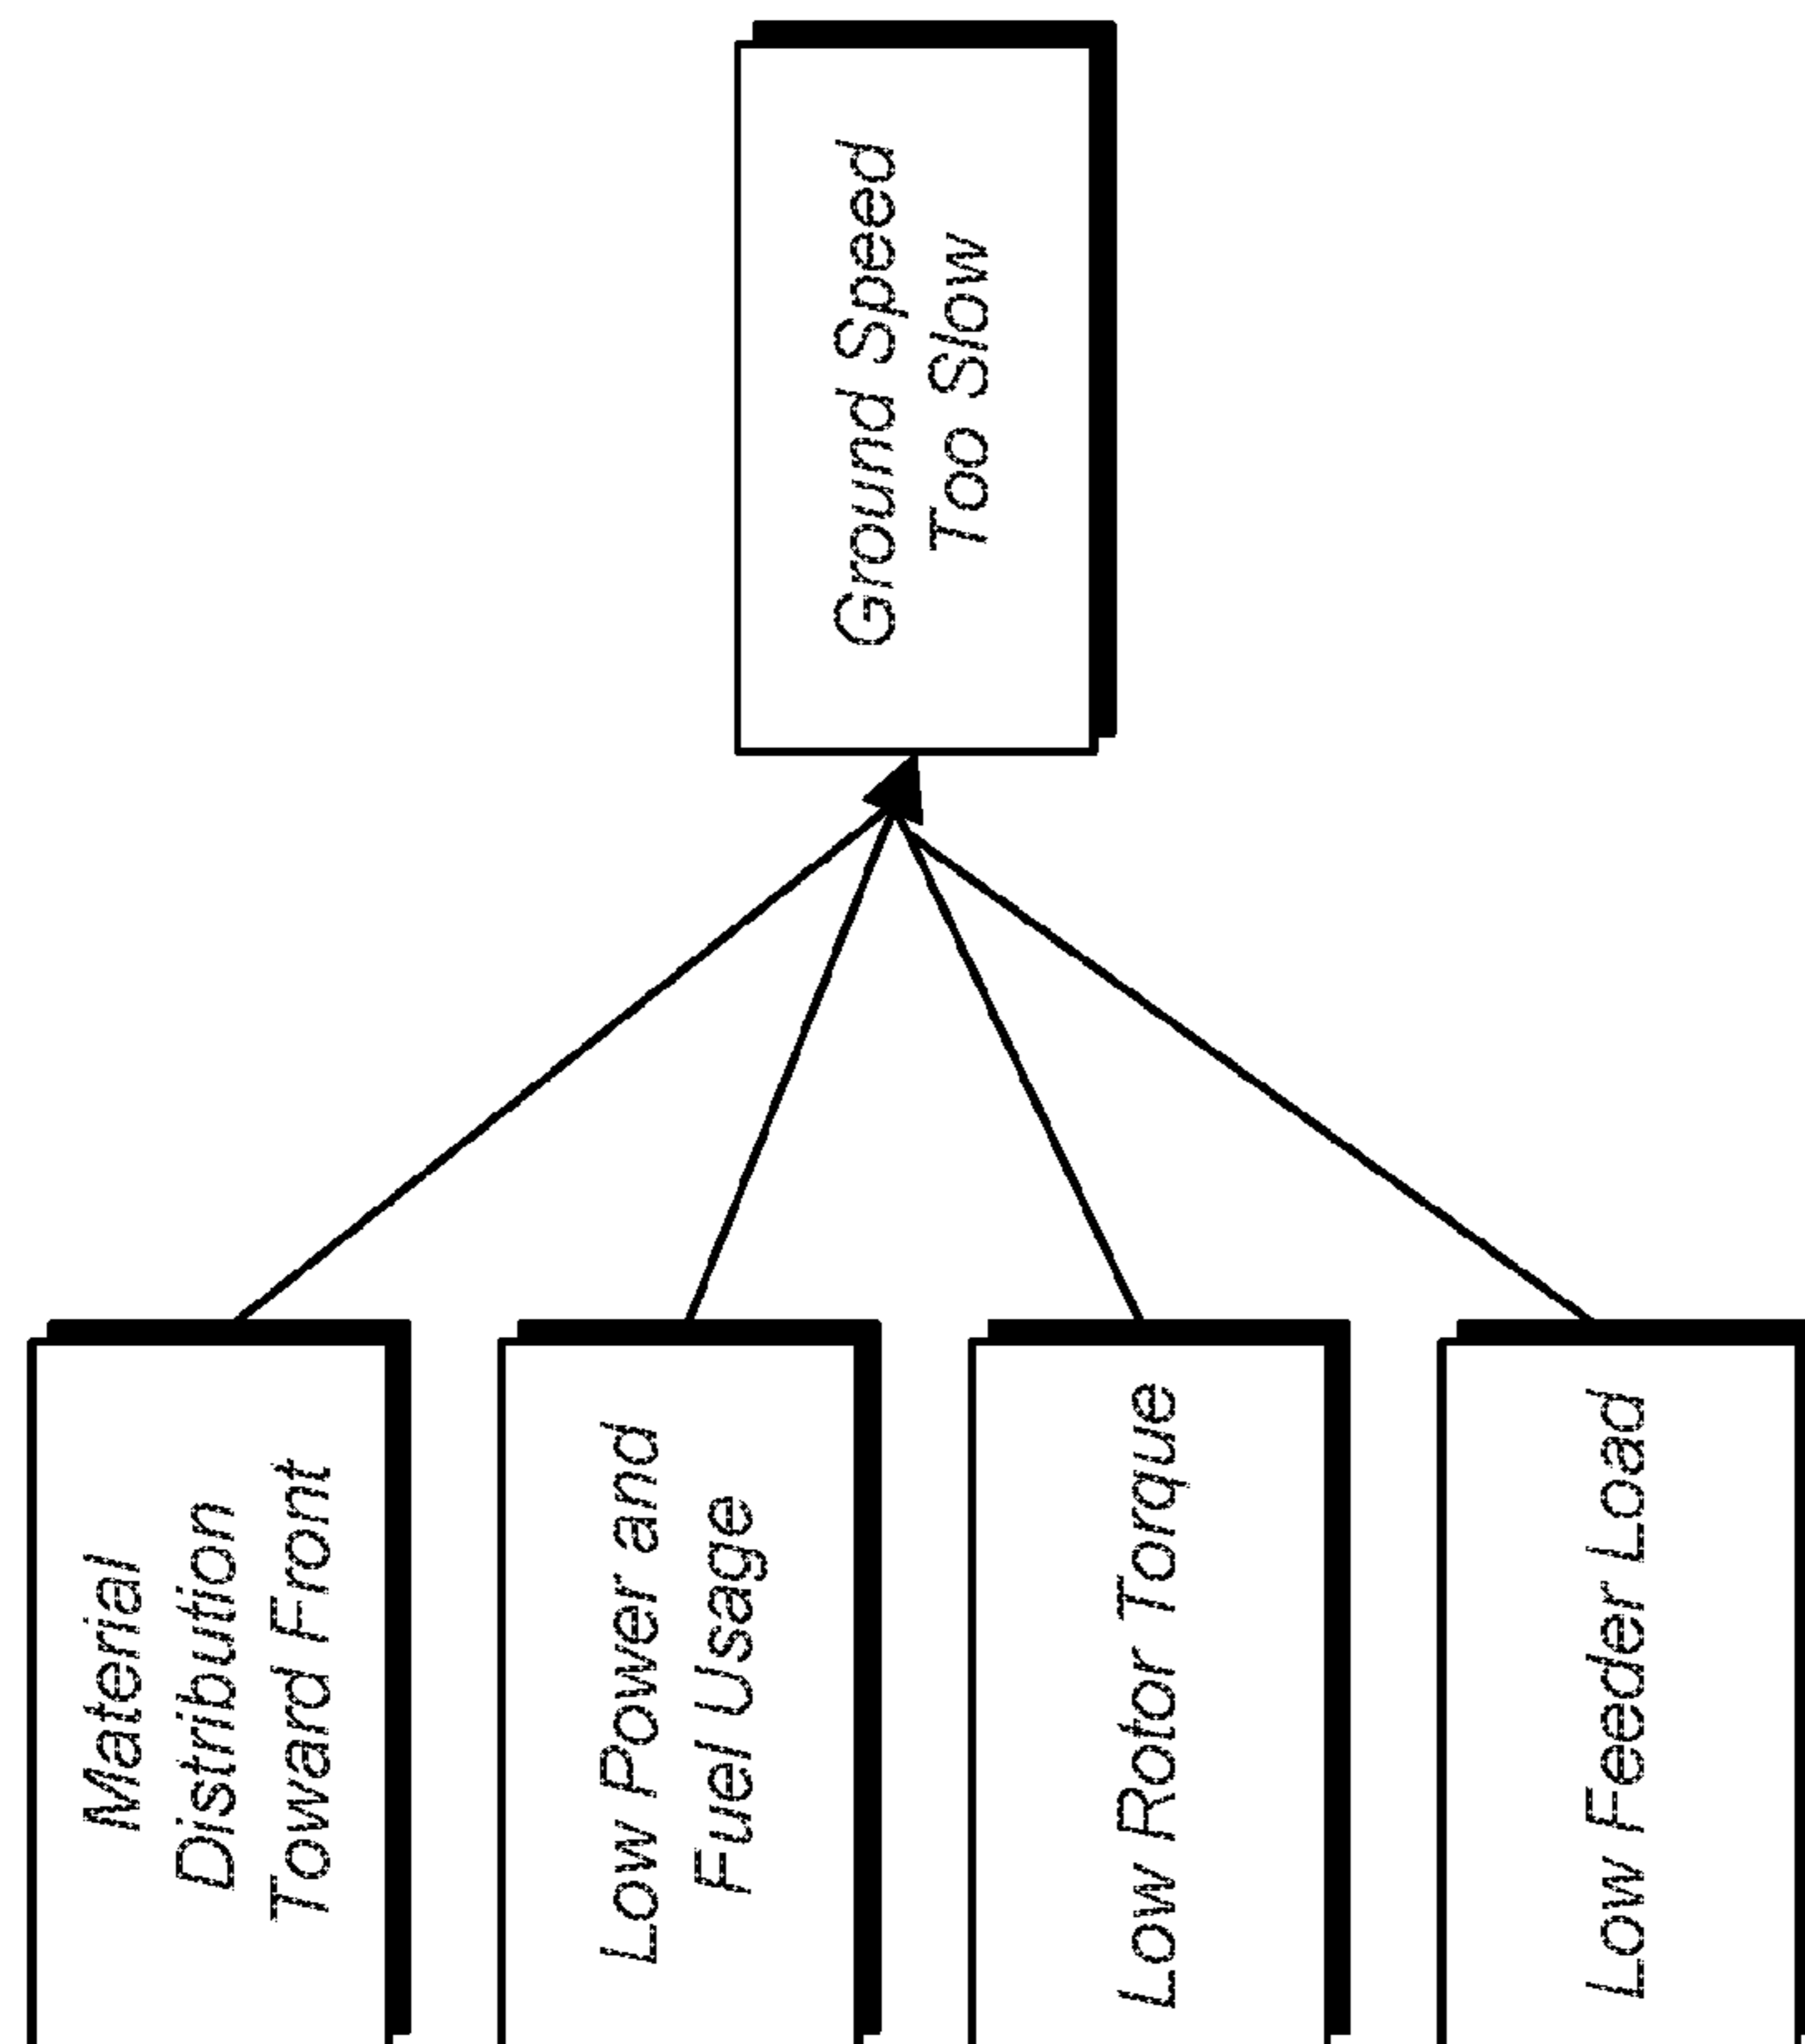 Ground Speed
Too Slow
Material
Distribution
Toward Front
Low Power and
Fuel Usage
Low Rotor Torque
Low Feeder Load